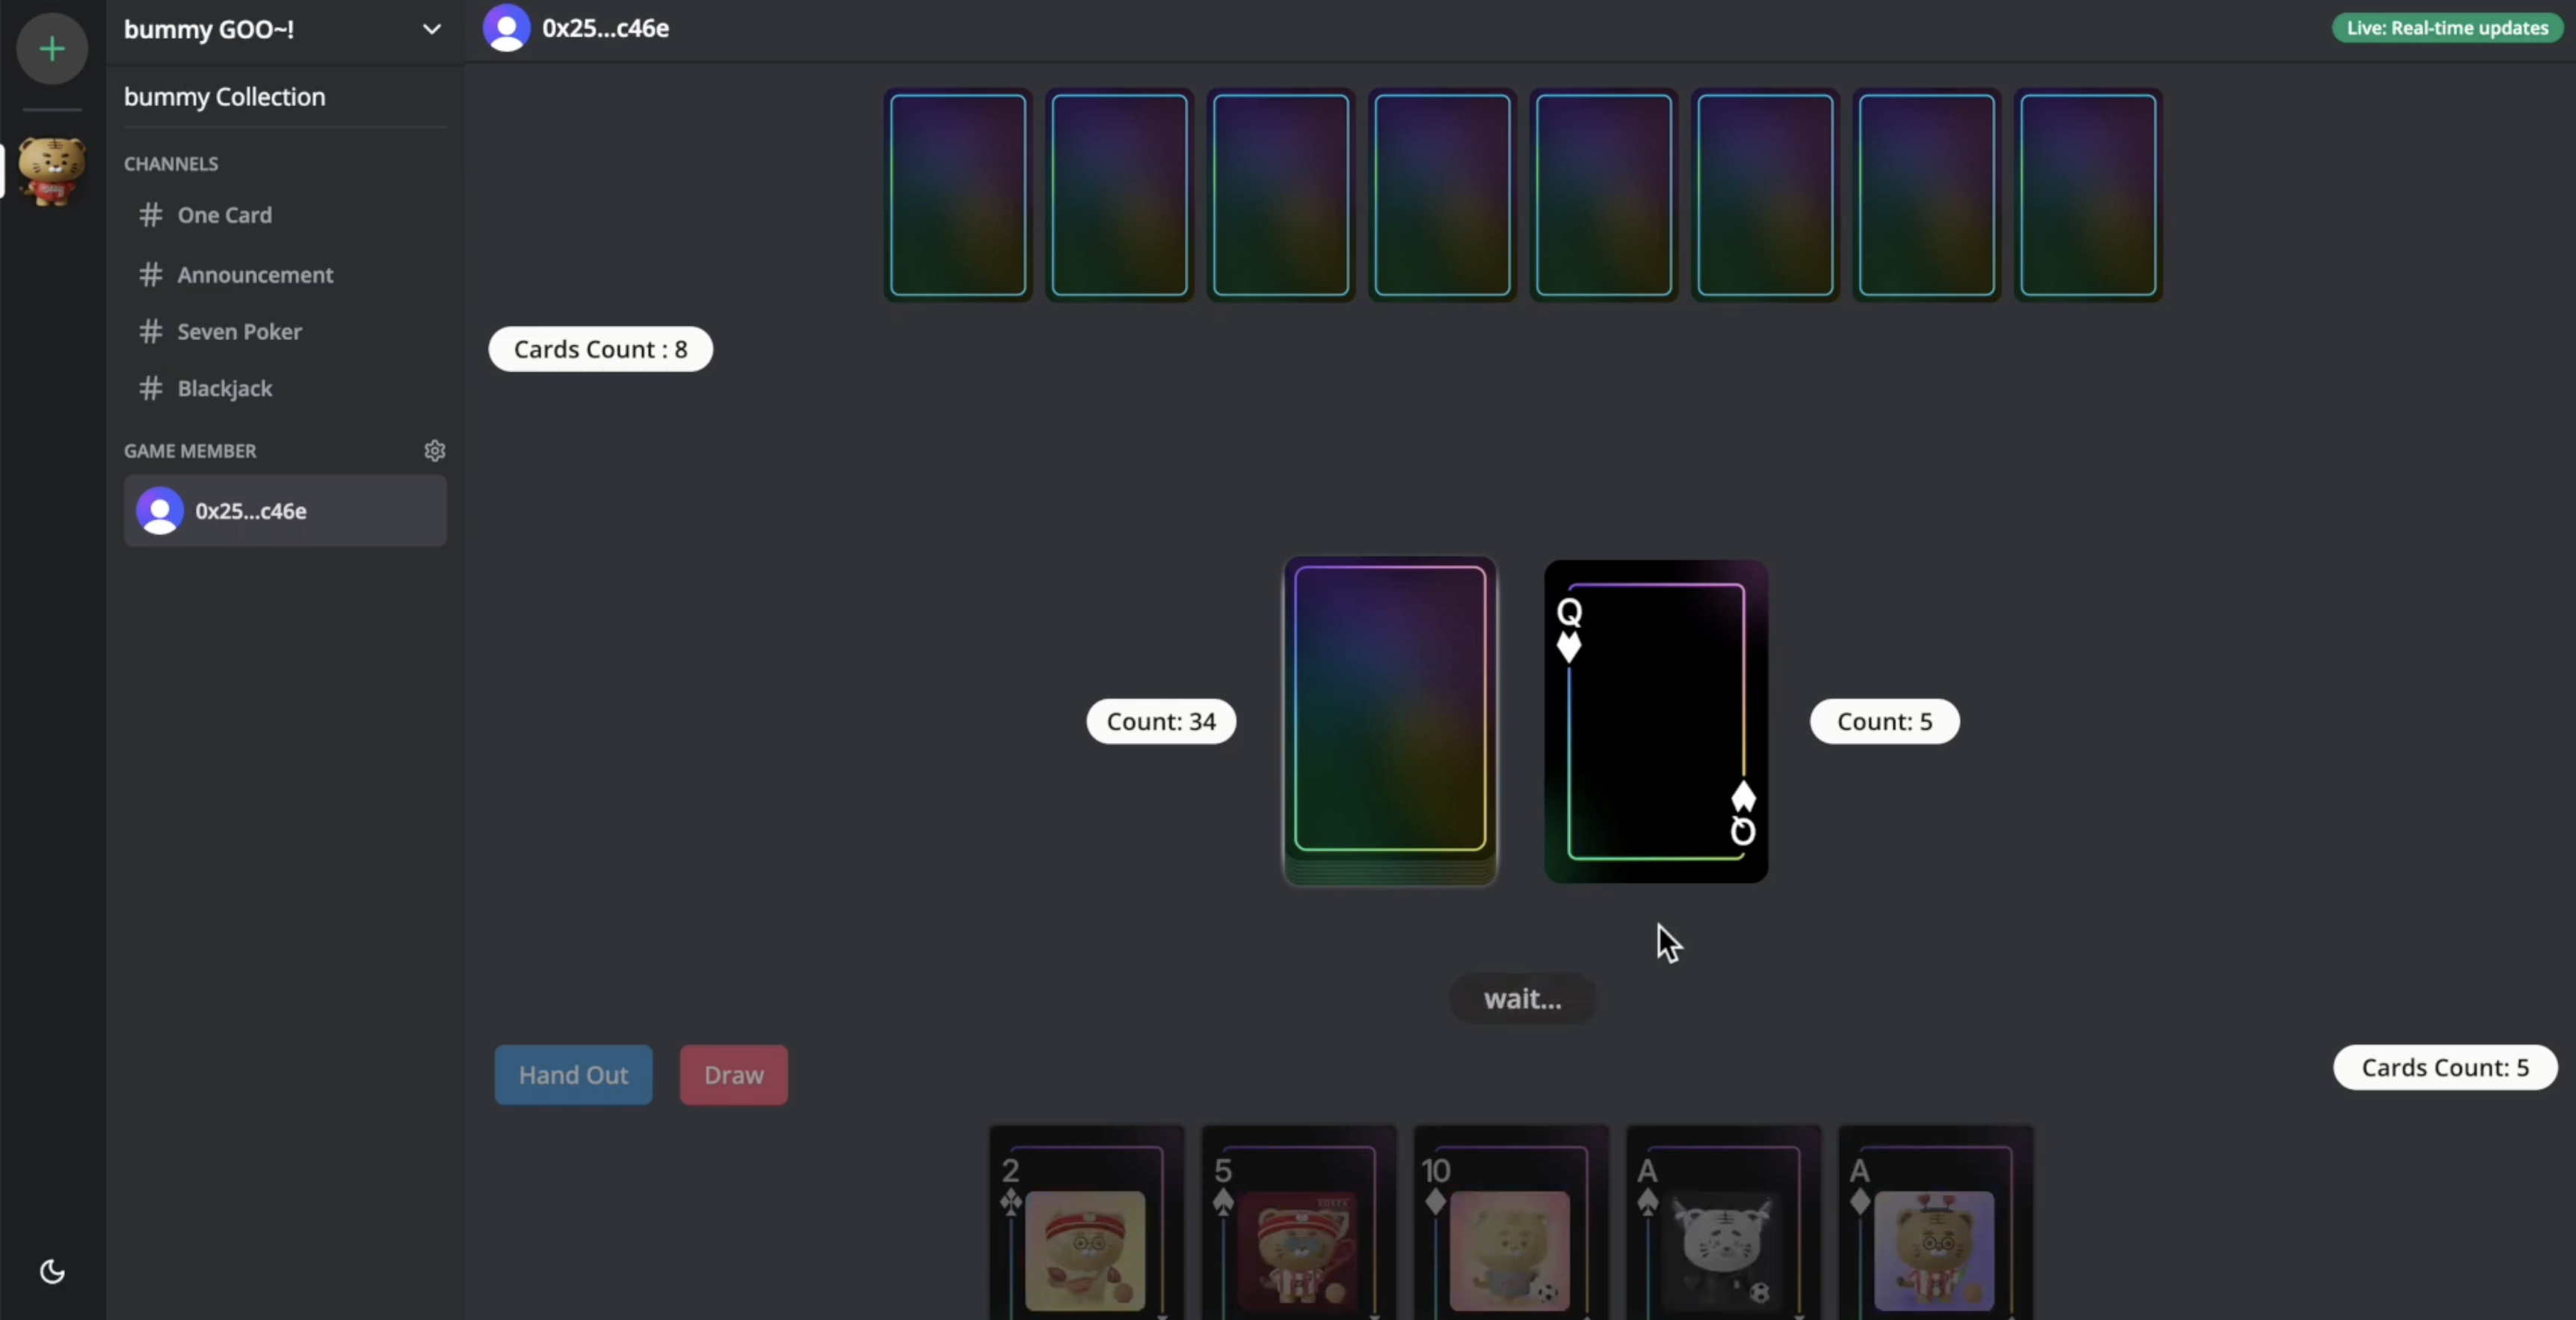 bummy GOO~!
0x25...c46e
Live: Real-time updates
bummy Collection
CHANNELS
# One Card
# Announcement
# Seven Poker
# Blackjack
Cards Count : 8
GAME MEMBER
0x25...c46e
Q
Count: 34
Count: 5
Q
wait...
Hand Out
Draw
Cards Count: 5
2
5
10
A
A